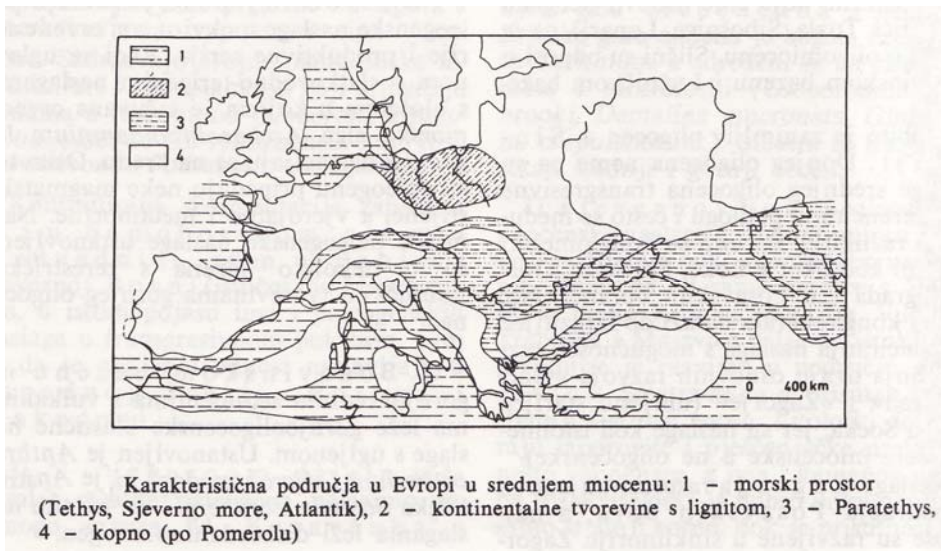 1
2
3
4
0 400 km
Karakteristična područja u Evropi u srednjem miocenu: 1 – morski prostor
(Tethys, Sjeverno more, Atlantik), 2 – kontinentalne tvorevine s lignitom, 3 – Paratethys,
4 – kopno (po Pomerolu)